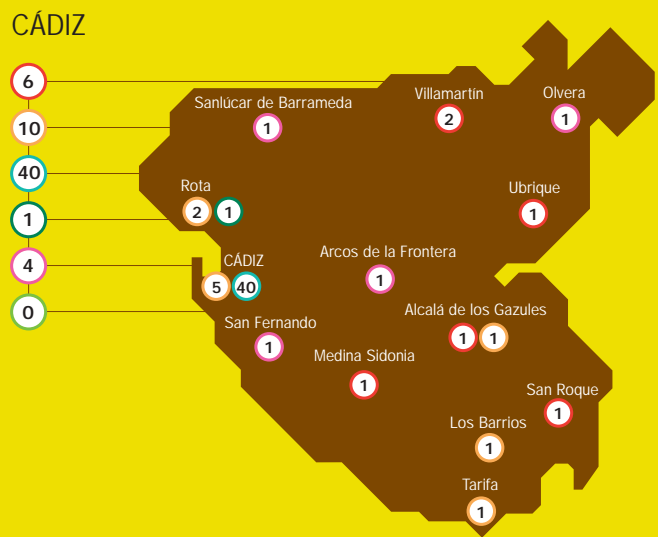 CÁDIZ
6
10
40
1
4
0
Sanlúcar de Barrameda
1
Villamartín
2
Olvera
1
Rota
2 1
Ubrique
1
CÁDIZ
5 40
Arcos de la Frontera
1
San Fernando
1
Alcalá de los Gazules
1 1
Medina Sidonia
1
San Roque
1
Los Barrios
1
Tarifa
1